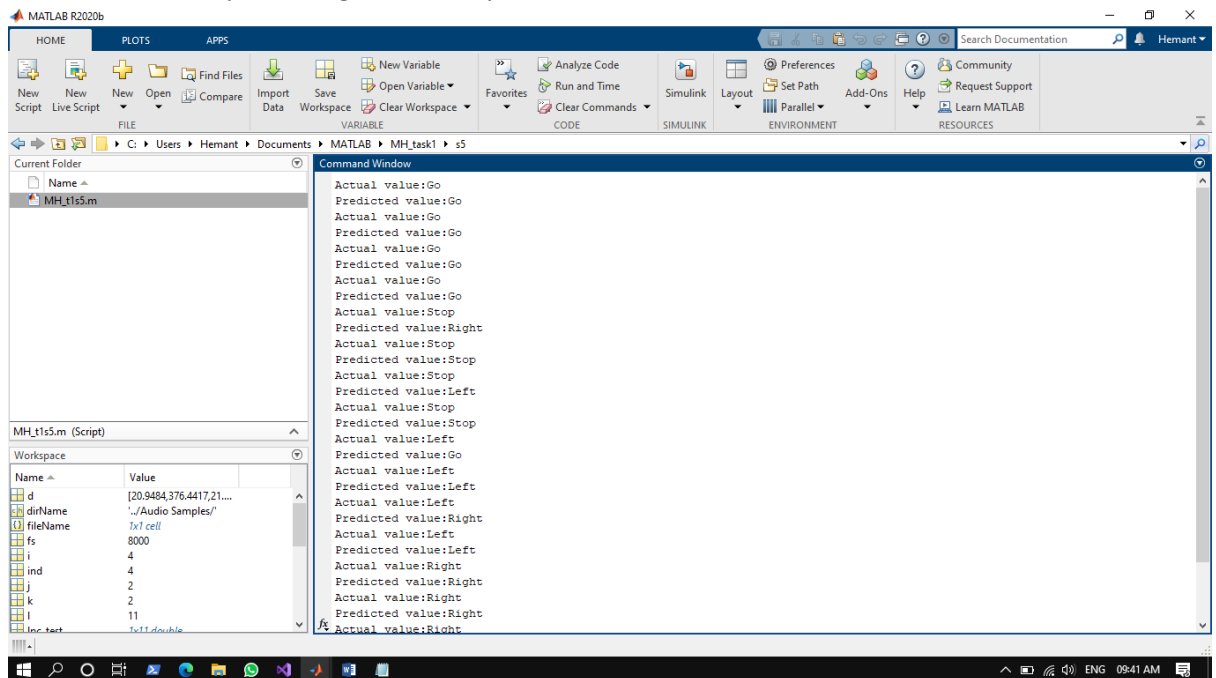 MATLAB R2020b
HOME PLOTS APPS Search Documentation Hemant
New Script
New Live Script
New
Open
Find Files
Compare
Import Data
Save Workspace
New Variable
Open Variable
Clear Workspace
Favorites
Analyze Code
Run and Time
Clear Commands
Simulink
Layout
Preferences
Set Path
Parallel
Add-Ons
Help
Community
Request Support
Learn MATLAB
FILE VARIABLE CODE SIMULINK ENVIRONMENT RESOURCES
C: Users Hemant Documents MATLAB MH_task1 s5
Current Folder
Name
MH_t1s5.m
MH_t1s5.m (Script)
Workspace
Name Value
d [20.9484,376.4417,21....
dirName '../Audio Samples/'
fileName 1x1 cell
fs 8000
i 4
ind 4
j 2
k 2
l 11
lpc_test 1x11 double
Command Window
Actual value:Go
Predicted value:Go
Actual value:Go
Predicted value:Go
Actual value:Go
Predicted value:Go
Actual value:Go
Predicted value:Go
Actual value:Stop
Predicted value:Right
Actual value:Stop
Predicted value:Stop
Actual value:Stop
Predicted value:Left
Actual value:Stop
Predicted value:Stop
Actual value:Left
Predicted value:Go
Actual value:Left
Predicted value:Left
Actual value:Left
Predicted value:Right
Actual value:Left
Predicted value:Left
Actual value:Right
Predicted value:Right
Actual value:Right
Predicted value:Right
fx Actual value:Right
ENG 09:41 AM